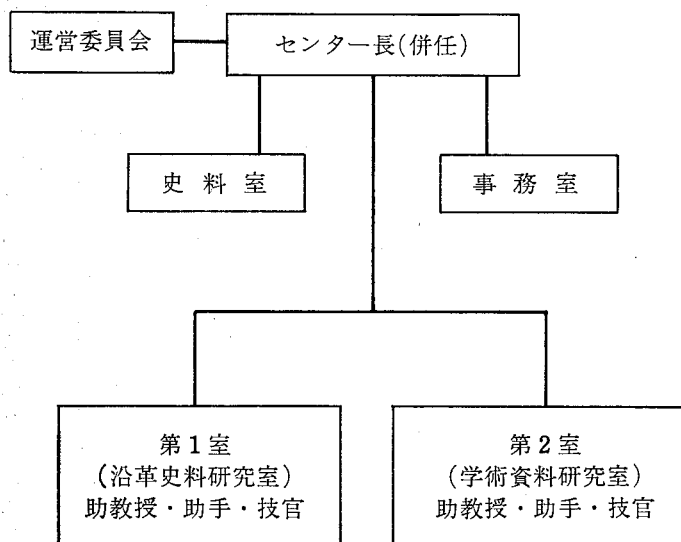 運営委員会
センター長(併任)
史料室
事務室
第1室
(沿革史料研究室)
助教授・助手・技官
第2室
(学術資料研究室)
助教授・助手・技官